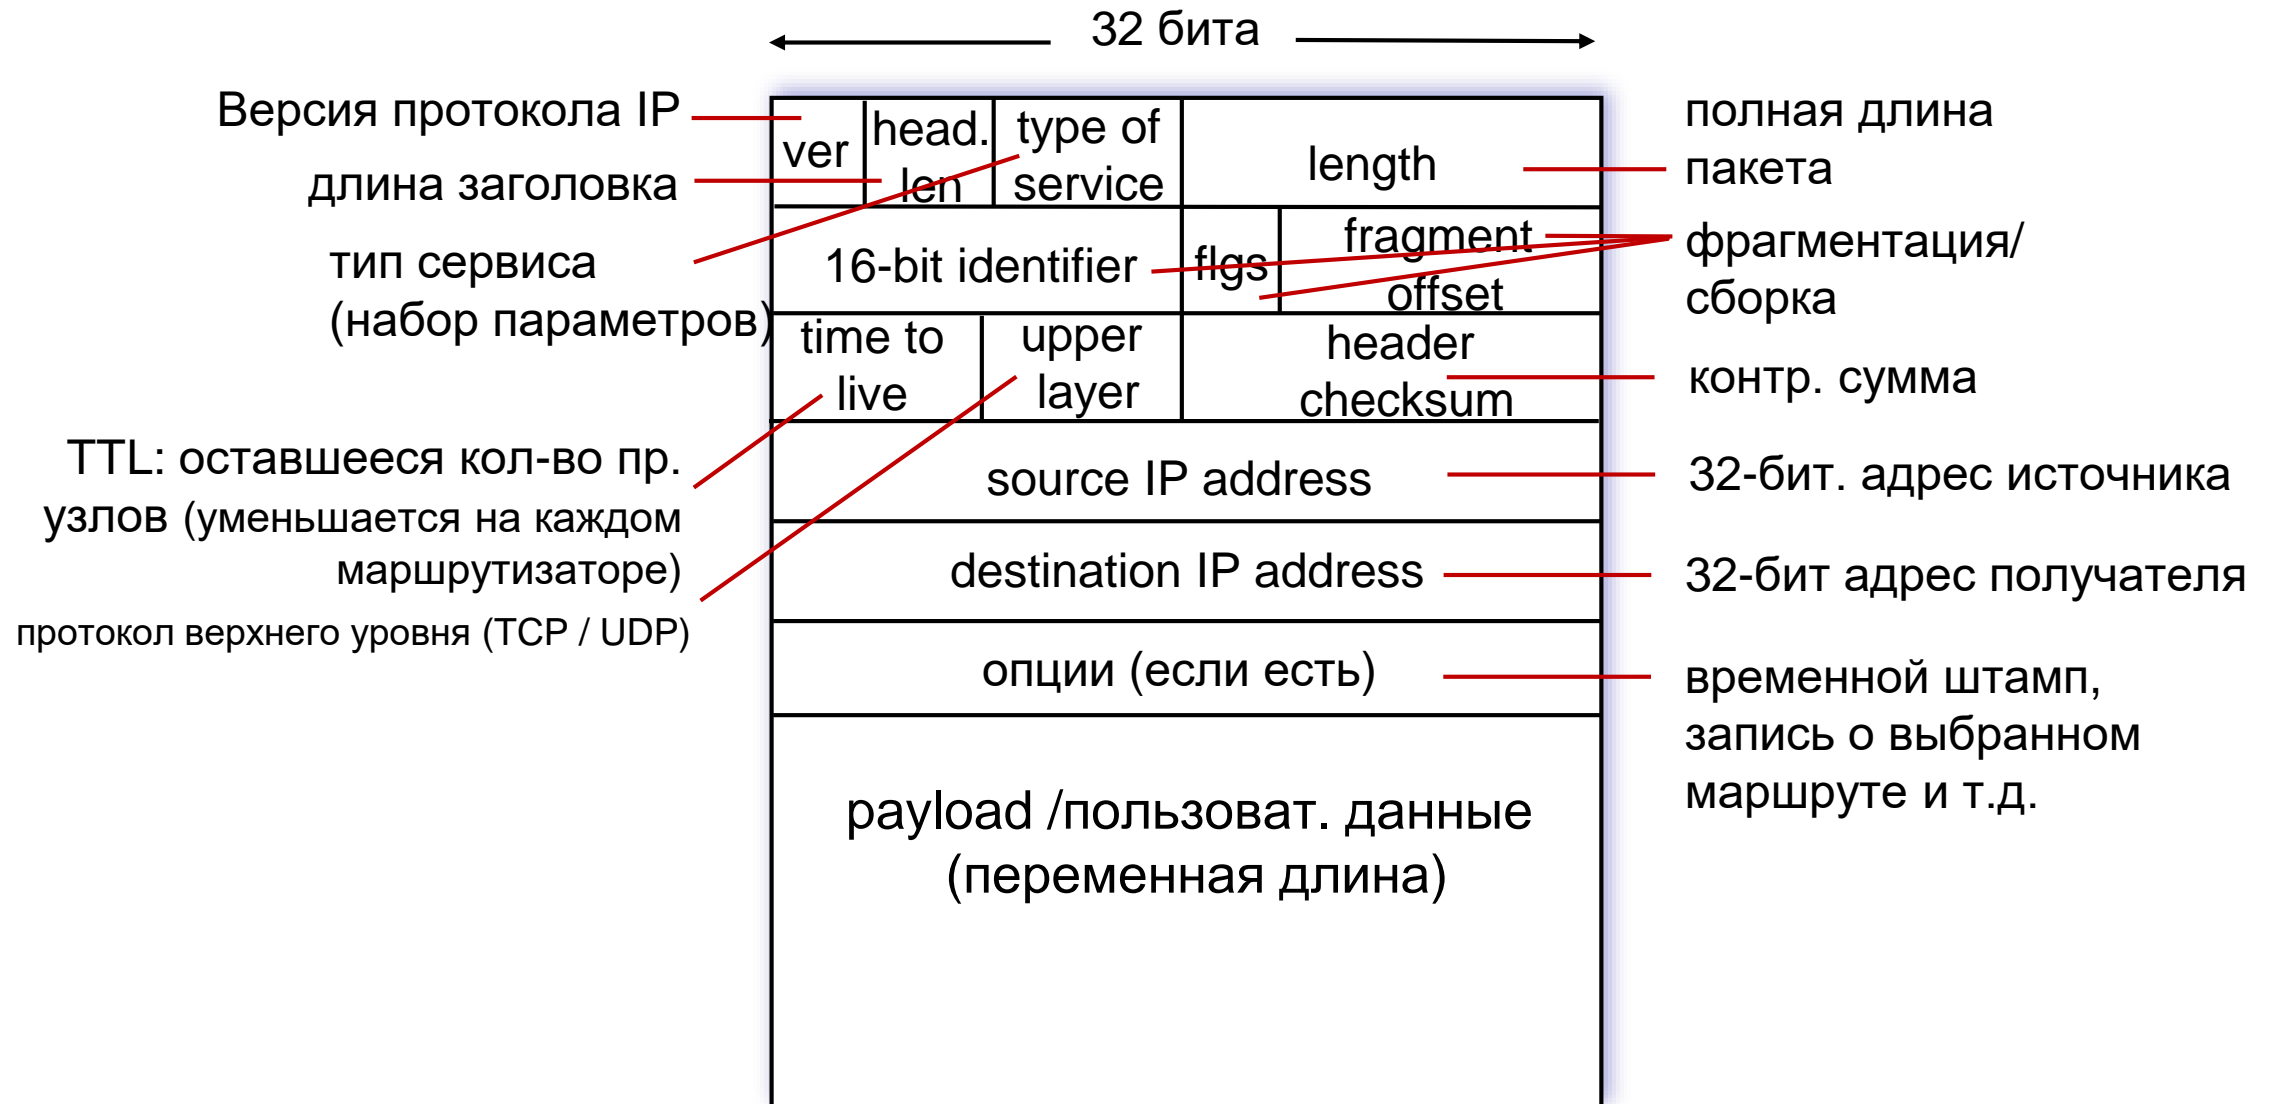 32 бита
Версия протокола IP
длина заголовка
тип сервиса
(набор параметров)
TTL: оставшееся кол-во пр.
узлов (уменьшается на каждом
маршрутизаторе)
протокол верхнего уровня (TCP / UDP)
ver
head.
len
type of
service
length
16-bit identifier
flgs
fragment
offset
time to
live
upper
layer
header
checksum
source IP address
destination IP address
опции (если есть)
payload /пользоват. данные
(переменная длина)
полная длина
пакета
фрагментация/
сборка
контр. сумма
32-бит. адрес источника
32-бит адрес получателя
временной штамп,
запись о выбранном
маршруте и т.д.